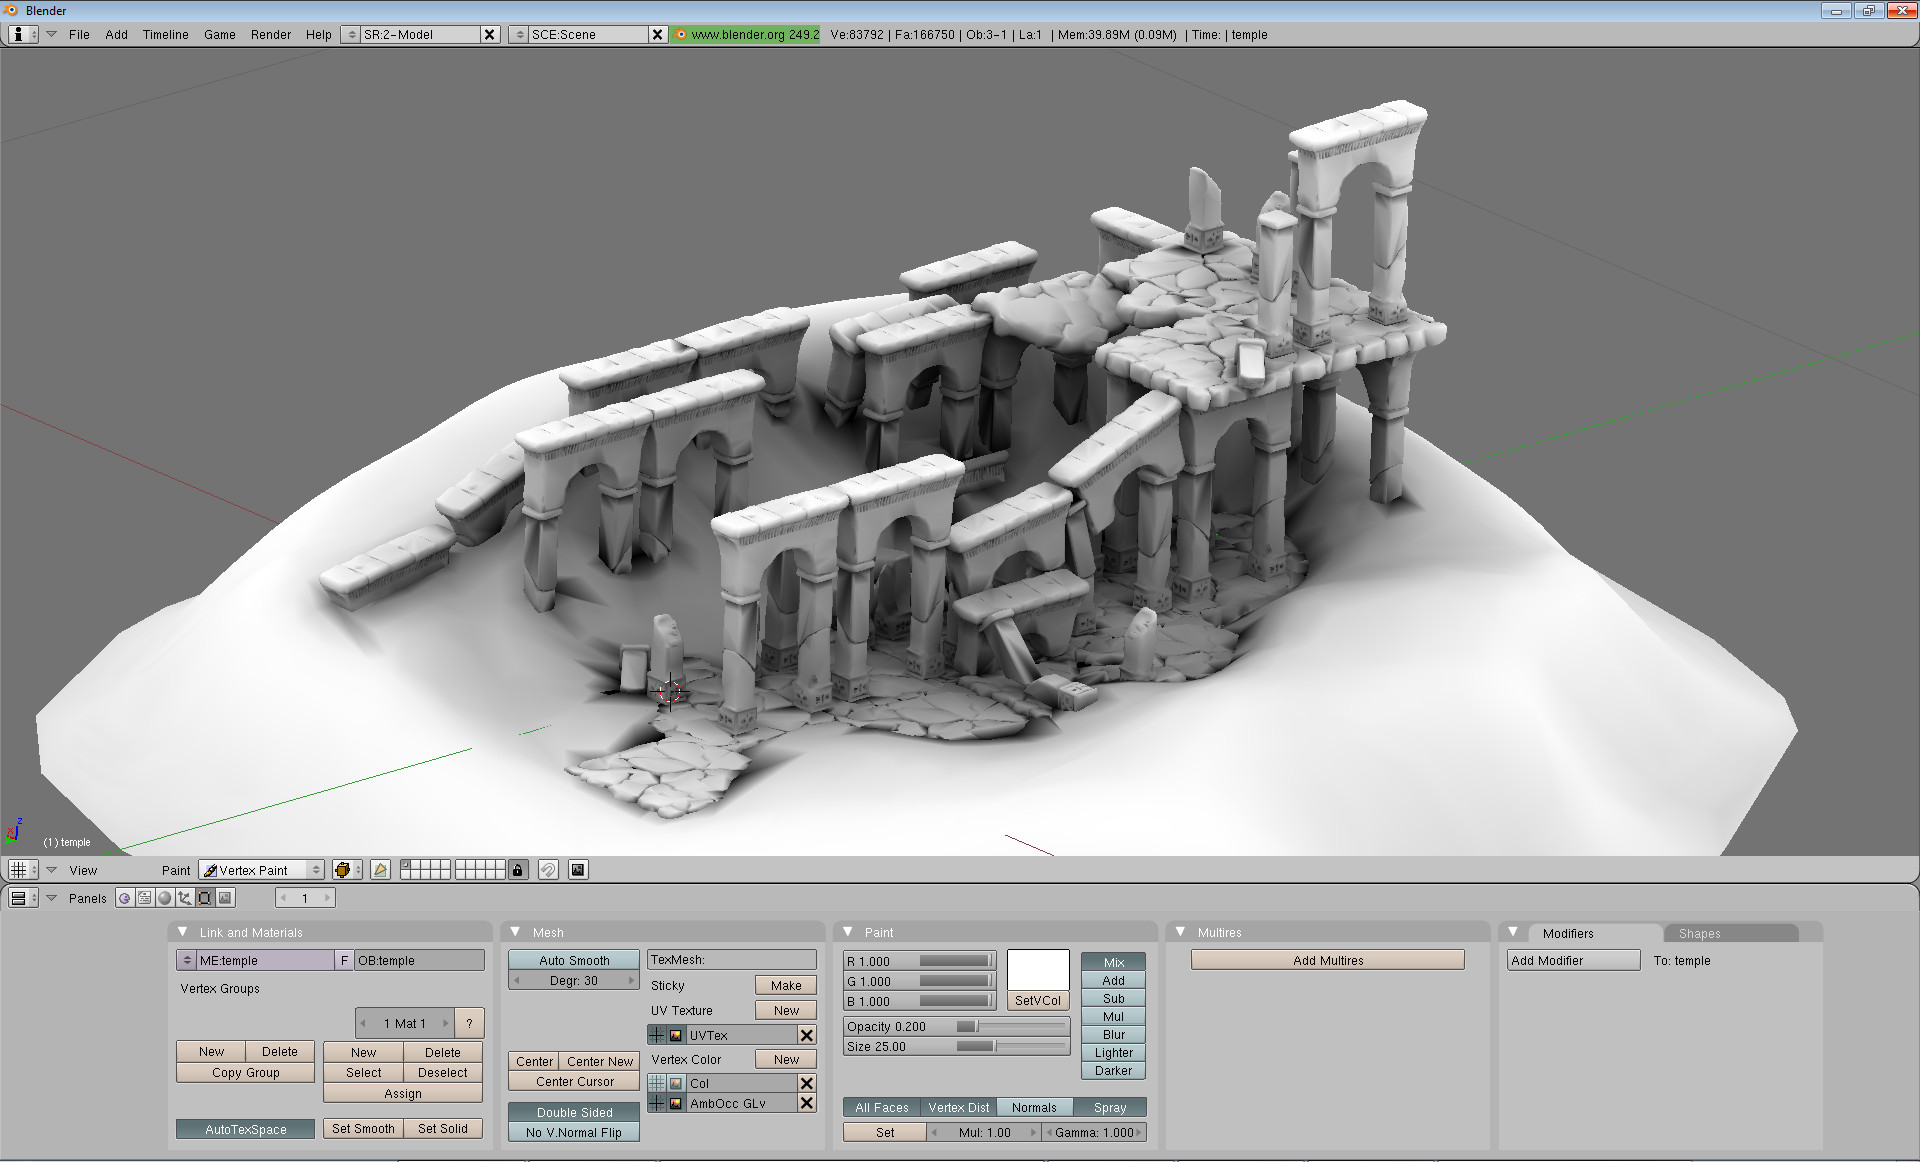 Blender
File Add Timeline Game Render Help SR:2-Model SCE:Scene www.blender.org 249.2 Ve:83792 | Fa:166750 | Ob:3-1 | La:1 | Mem:39.89M (0.09M) | Time: | temple
z
x
(1) temple
View Paint Vertex Paint
Panels 1
Link and Materials
ME:temple F OB:temple
Vertex Groups
1 Mat 1 ?
New Delete New Delete
Copy Group Select Deselect
Assign
AutoTexSpace Set Smooth Set Solid
Mesh
Auto Smooth
Degr: 30
TexMesh:
Sticky Make
UV Texture New
UVTex
Center Center New
Center Cursor
Vertex Color New
Col
AmbOcc GLv
Double Sided
No V.Normal Flip
Paint
R 1.000
G 1.000
B 1.000
SetVCol
Opacity 0.200
Size 25.00
Mix
Add
Sub
Mul
Blur
Lighter
Darker
All Faces Vertex Dist Normals Spray
Set Mul: 1.00 Gamma: 1.000
Multires
Add Multires
Modifiers Shapes
Add Modifier To: temple